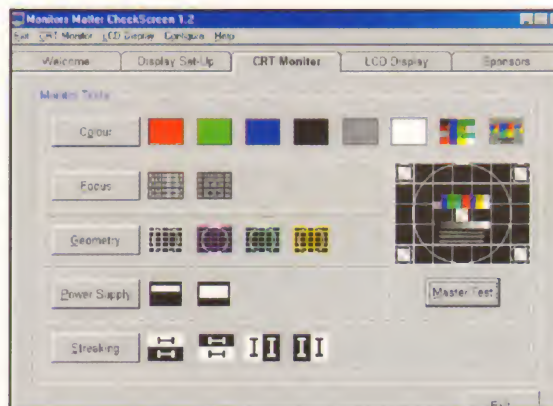 Monitors Matter CheckScreen 1.2
Exit CRT Monitor LCD Display Configure Help
Welcome Display Set-Up CRT Monitor LCD Display Sponsors
Monitor Tests
Colour
Focus
Geometry
Power Supply
Master Test
Streaking
Exit